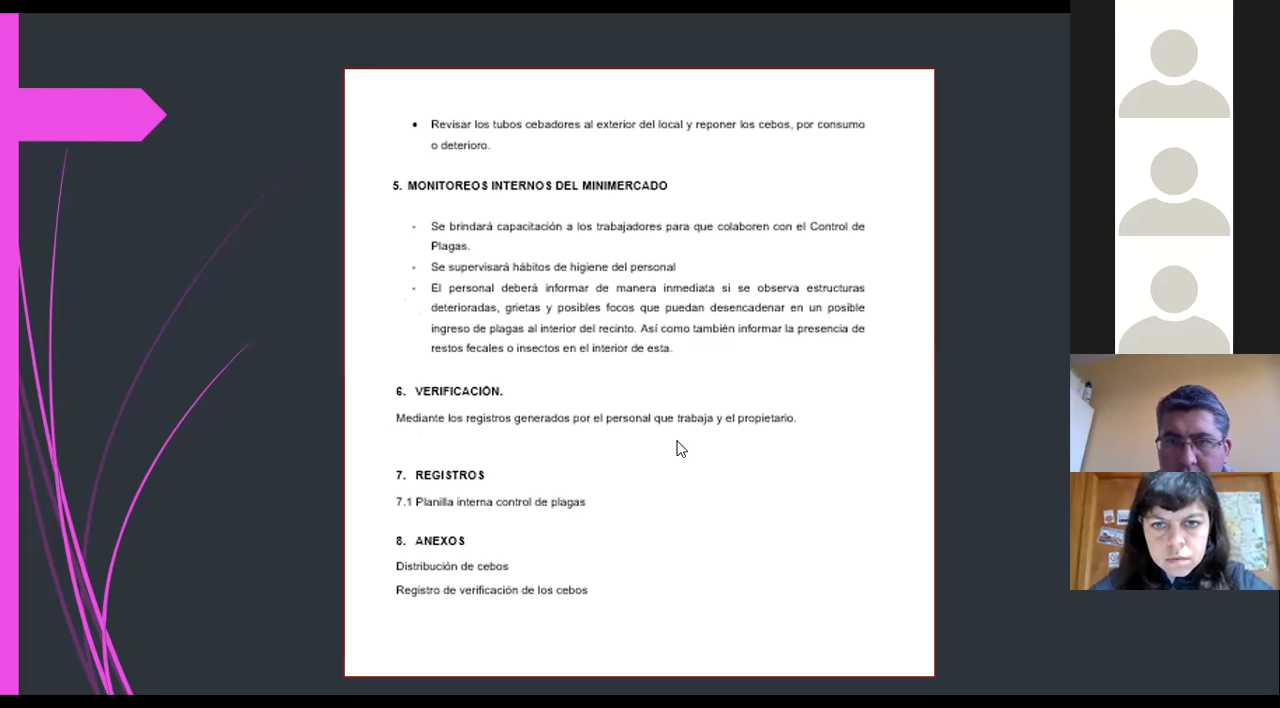 • Revisar los tubos cebadores al exterior del local y reponer los cebos, por consumo
o deterioro.
5. MONITOREOS INTERNOS DEL MINIMERCADO
- Se brindará capacitación a los trabajadores para que colaboren con el Control de
Plagas.
- Se supervisará hábitos de higiene del personal
- El personal deberá informar de manera inmediata si se observa estructuras
deterioradas, grietas y posibles focos que puedan desencadenar en un posible
ingreso de plagas al interior del recinto. Así como también informar la presencia de
restos fecales o insectos en el interior de esta.
6. VERIFICACIÓN.
Mediante los registros generados por el personal que trabaja y el propietario.
7. REGISTROS
7.1 Planilla interna control de plagas
8. ANEXOS
Distribución de cebos
Registro de verificación de los cebos